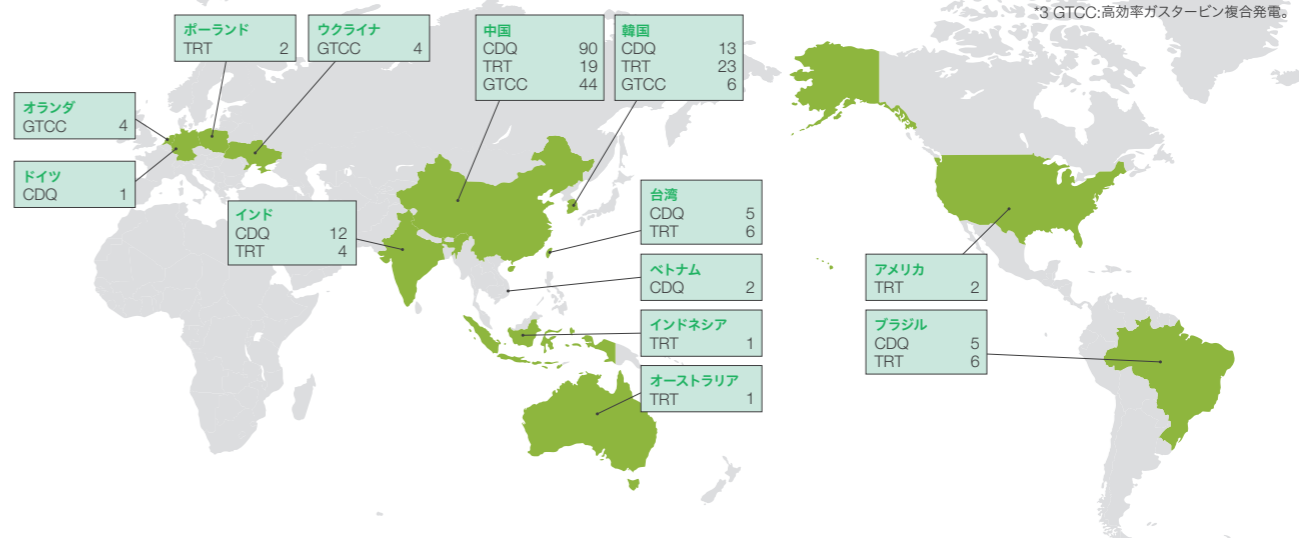 *3 GTCC:高効率ガスタービン複合発電。
ポーランド
TRT 2
ウクライナ
GTCC 4
中国
CDQ 90
TRT 19
GTCC 44
韓国
CDQ 13
TRT 23
GTCC 6
オランダ
GTCC 4
ドイツ
CDQ 1
インド
CDQ 12
TRT 4
台湾
CDQ 5
TRT 6
ベトナム
CDQ 2
インドネシア
TRT 1
オーストラリア
TRT 1
アメリカ
TRT 2
ブラジル
CDQ 5
TRT 6